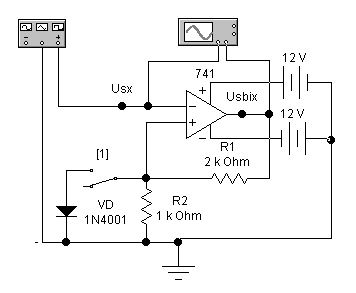 12 V
741
Usx
Usbix
12 V
R1
2 k Ohm
[1]
R2
1 k Ohm
VD
1N4001